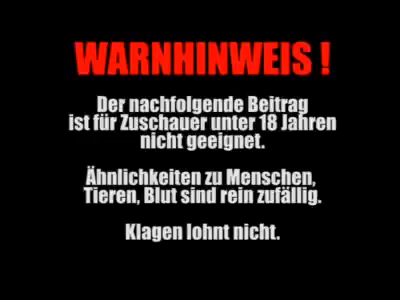 WARNHINWEIS !
Der nachfolgende Beitrag
ist für Zuschauer unter 18 Jahren
nicht geeignet.
Ähnlichkeiten zu Menschen,
Tieren, Blut sind rein zufällig.
Klagen lohnt nicht.